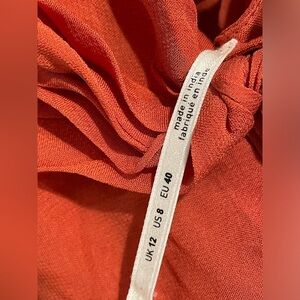 made in india
fabriqué en inde
UK 12 US 8 EU 40